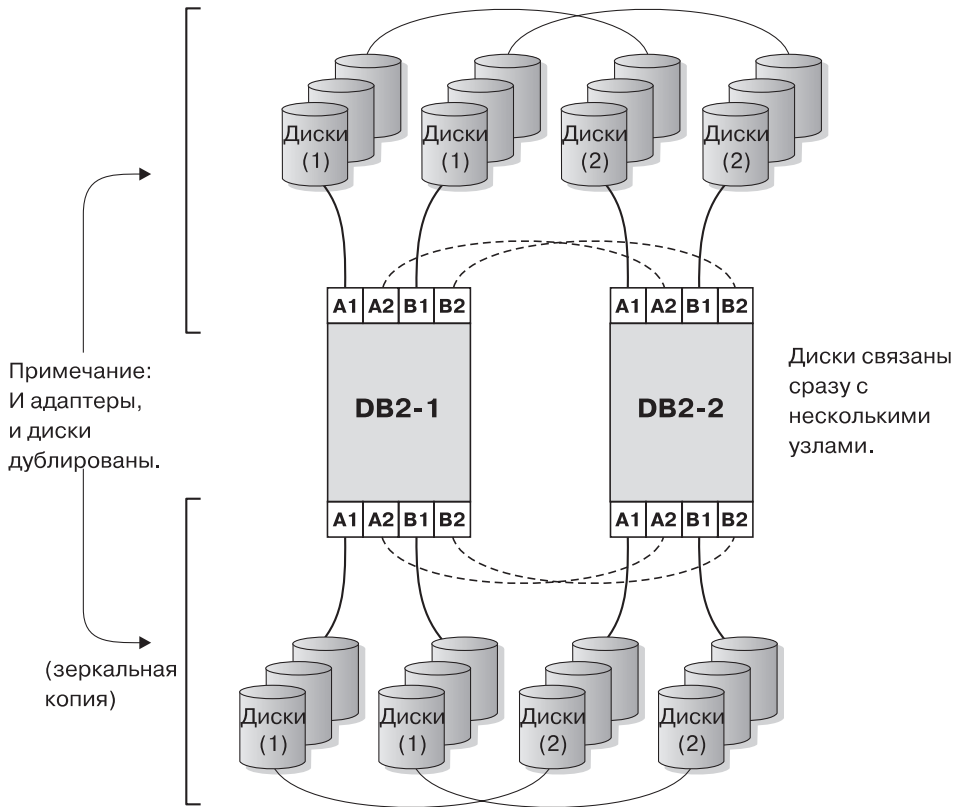 Диски
(1)
Диски
(1)
Диски
(2)
Диски
(2)
A1 A2 B1 B2
A1 A2 B1 B2
Примечание:
И адаптеры,
и диски
дублированы.
DB2-1
DB2-2
Диски связаны
сразу с
несколькими
узлами.
A1 A2 B1 B2
A1 A2 B1 B2
(зеркальная
копия)
Диски
(1)
Диски
(1)
Диски
(2)
Диски
(2)